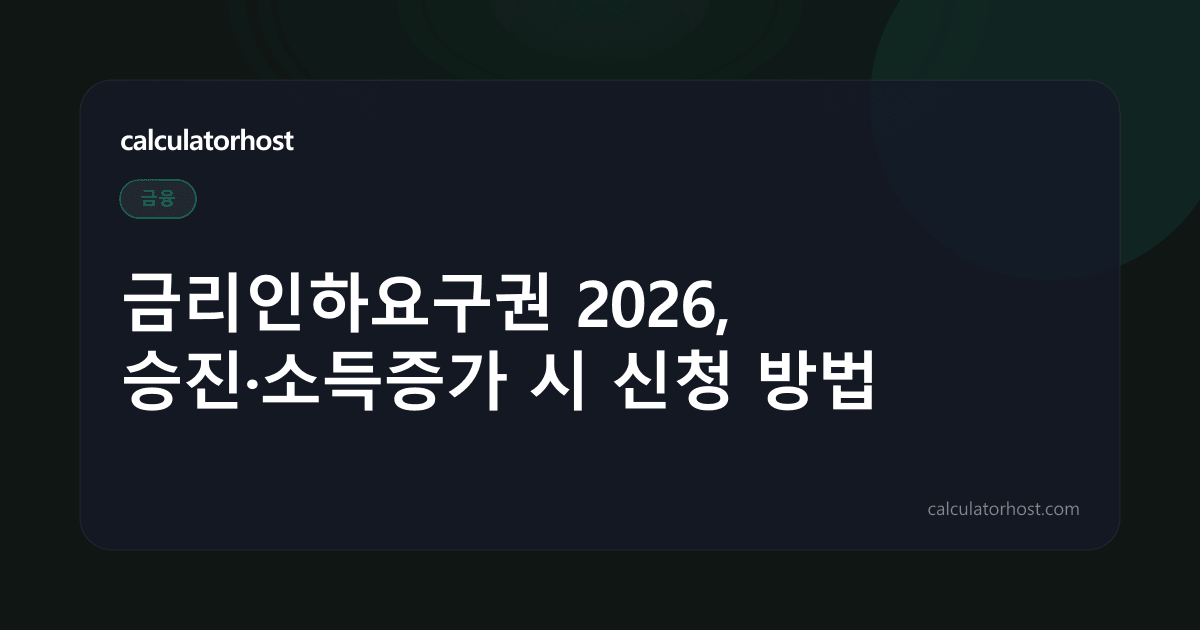 calculatorhost
금융
금리인하요구권 2026,
승진·소득증가 시 신청 방법
calculatorhost.com